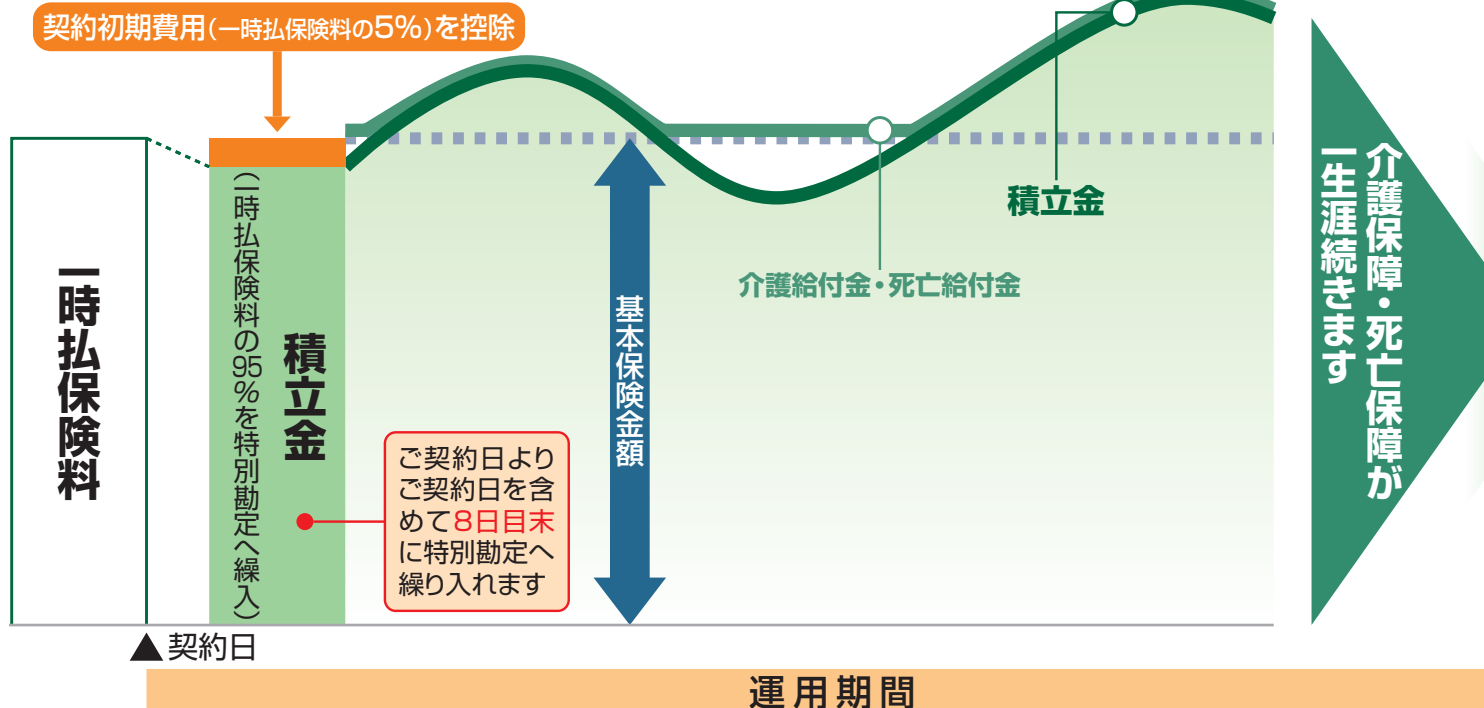 契約初期費用(一時払保険料の5%)を控除
一時払保険料
(一時払保険料の95%を特別勘定へ繰入)
積立金
ご契約日より
ご契約日を含
めて8日目末
に特別勘定へ
繰り入れます
基本保険金額
介護給付金・死亡給付金
積立金
介護保障・死亡保障が
一生涯続きます
▲契約日
運用期間